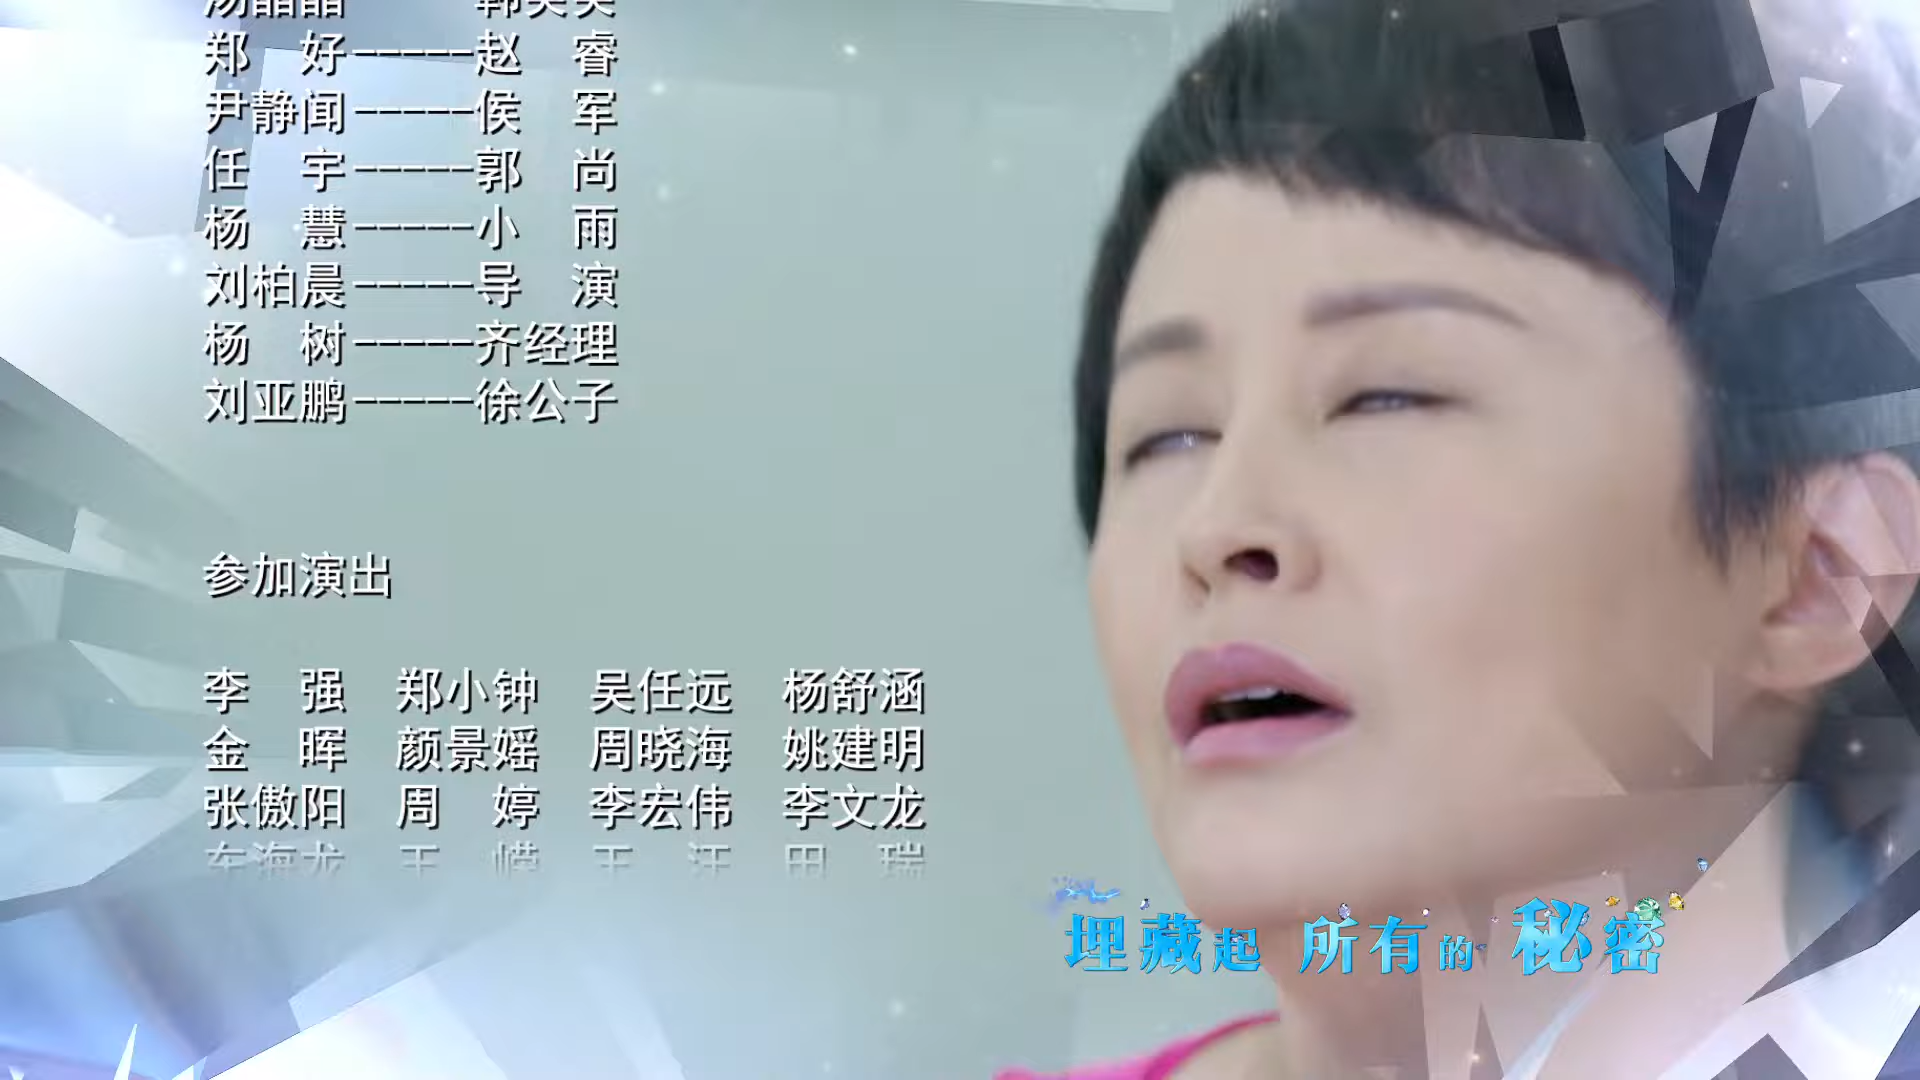 郑　好-----赵　睿
尹静闻-----侯　军
任　宇-----郭　尚
杨　慧-----小　雨
刘柏晨-----导　演
杨　树-----齐经理
刘亚鹏-----徐公子
参加演出
李　强　郑小钟　吴任远　杨舒涵
金　晖　颜景嫍　周晓海　姚建明
张傲阳　周　婷　李宏伟　李文龙
埋藏起 所有的 秘密